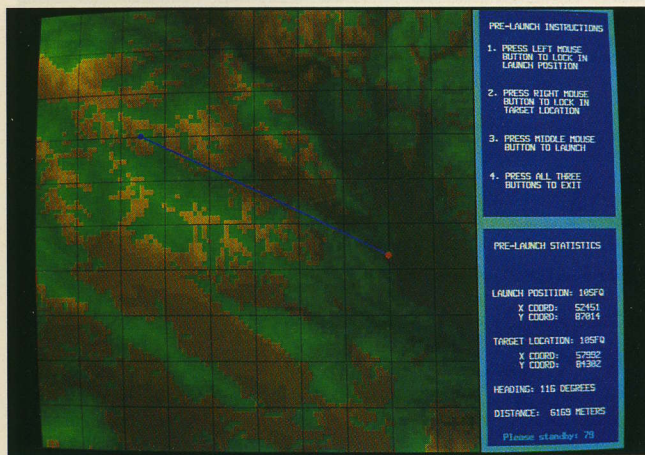 PRE-LAUNCH INSTRUCTIONS
1. PRESS LEFT MOUSE
BUTTON TO LOCK IN
LAUNCH POSITION
2. PRESS RIGHT MOUSE
BUTTON TO LOCK IN
TARGET LOCATION
3. PRESS MIDDLE MOUSE
BUTTON TO LAUNCH
4. PRESS ALL THREE
BUTTONS TO EXIT
PRE-LAUNCH STATISTICS
LAUNCH POSITION: 10SFQ
X COORD: 52451
Y COORD: 87014
TARGET LOCATION: 10SFQ
X COORD: 57992
Y COORD: 84302
HEADING: 116 DEGREES
DISTANCE: 6169 METERS
Please standby: 79